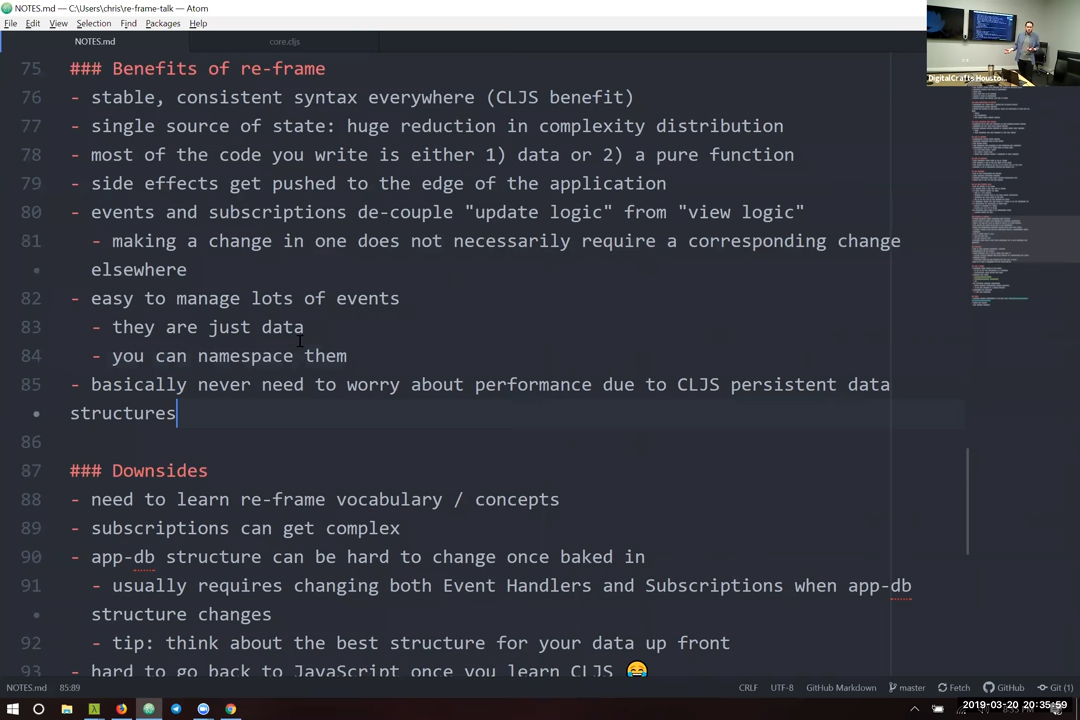 NOTES.md — C:\Users\chris\re-frame-talk — Atom
File Edit View Selection Find Packages Help
NOTES.md core.cljs
DigitalCrafts Housto...
75 ### Benefits of re-frame
76 - stable, consistent syntax everywhere (CLJS benefit)
77 - single source of state: huge reduction in complexity distribution
78 - most of the code you write is either 1) data or 2) a pure function
79 - side effects get pushed to the edge of the application
80 - events and subscriptions de-couple "update logic" from "view logic"
81 - making a change in one does not necessarily require a corresponding change
• elsewhere
82 - easy to manage lots of events
83 - they are just data
84 - you can namespace them
85 - basically never need to worry about performance due to CLJS persistent data
• structures
86
87 ### Downsides
88 - need to learn re-frame vocabulary / concepts
89 - subscriptions can get complex
90 - app-db structure can be hard to change once baked in
91 - usually requires changing both Event Handlers and Subscriptions when app-db
• structure changes
92 - tip: think about the best structure for your data up front
93 - hard to go back to JavaScript once you learn CLJS 😂
NOTES.md 85:89 CRLF UTF-8 GitHub Markdown master Fetch GitHub Git (1)
2019-03-20 20:35:59